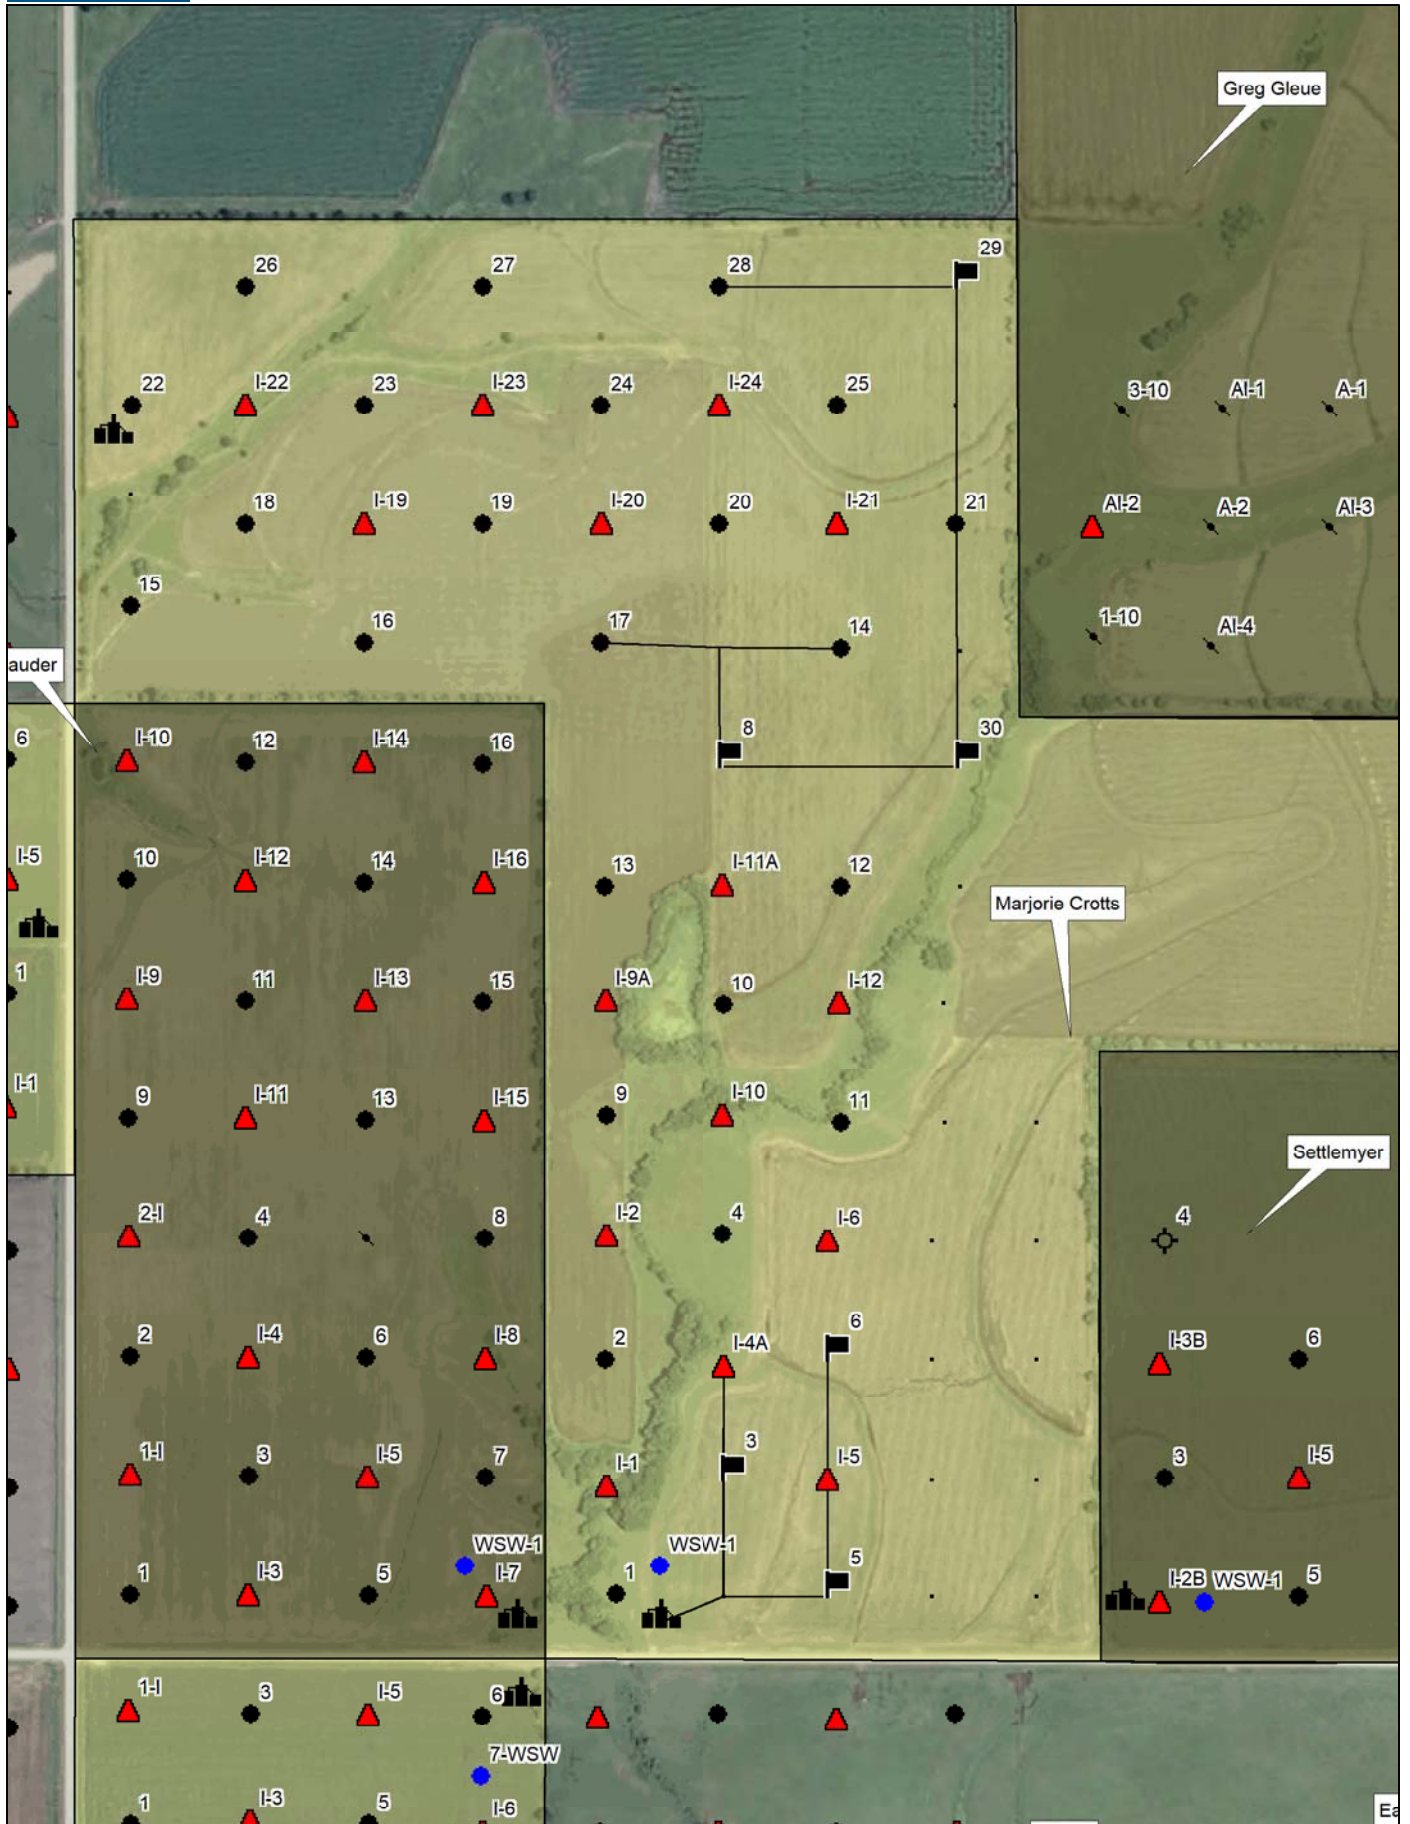 Greg Gleue
29
26
27
28
22
I-22
23
I-23
24
I-24
25
3-10
AI-1
A-1
18
I-19
19
I-20
20
I-21
21
AI-2
A-2
AI-3
15
16
17
14
1-10
AI-4
auder
6
I-10
12
I-14
16
8
30
I-5
10
I-12
14
I-16
13
I-11A
12
Marjorie Crotts
1
I-9
11
I-13
15
I-9A
10
I-12
I-1
9
I-11
13
I-15
9
I-10
11
Settlemyer
2-I
4
8
I-2
4
I-6
4
2
I-4
6
I-8
2
I-4A
6
I-3B
6
1-I
3
I-5
7
I-1
3
I-5
3
I-5
WSW-1
WSW-1
1
I-3
5
I-7
1
5
I-2B
WSW-1
5
1-I
3
I-5
6
7-WSW
1
I-3
5
I-6
Ea